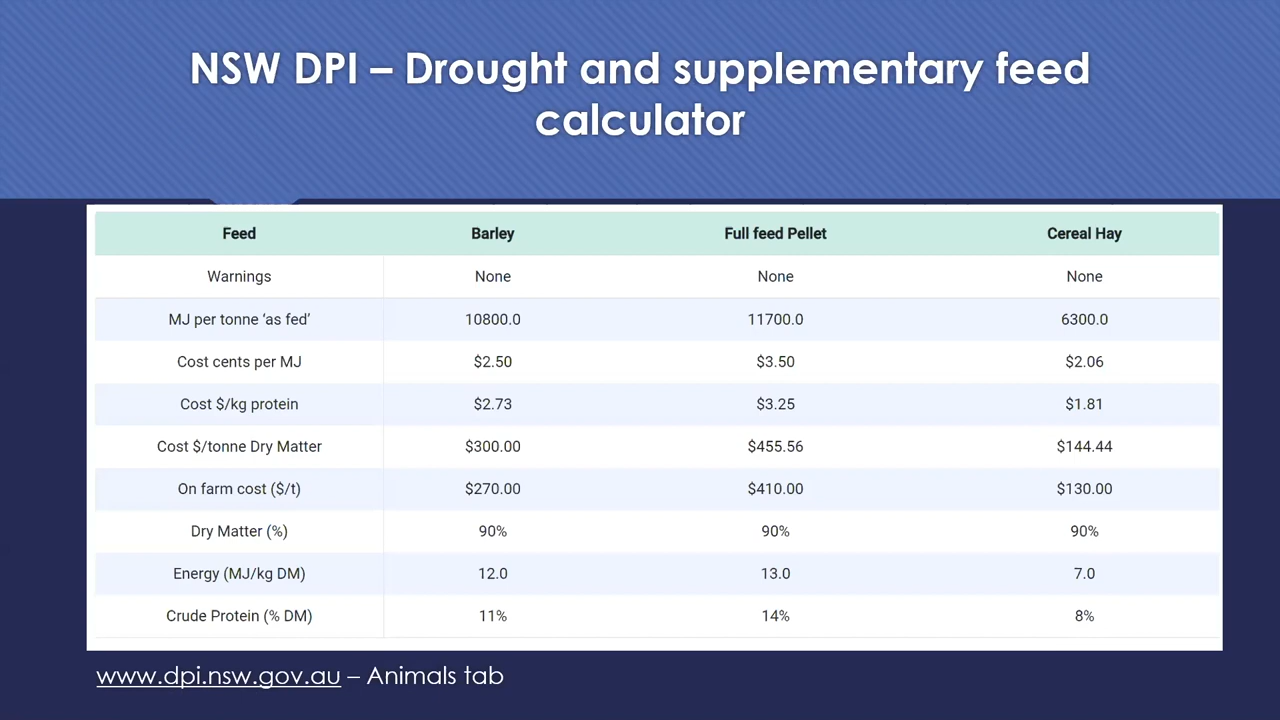 NSW DPI – Drought and supplementary feed
calculator
Feed Barley Full feed Pellet Cereal Hay
Warnings None None None
MJ per tonne ‘as fed’ 10800.0 11700.0 6300.0
Cost cents per MJ $2.50 $3.50 $2.06
Cost $/kg protein $2.73 $3.25 $1.81
Cost $/tonne Dry Matter $300.00 $455.56 $144.44
On farm cost ($/t) $270.00 $410.00 $130.00
Dry Matter (%) 90% 90% 90%
Energy (MJ/kg DM) 12.0 13.0 7.0
Crude Protein (% DM) 11% 14% 8%
www.dpi.nsw.gov.au – Animals tab